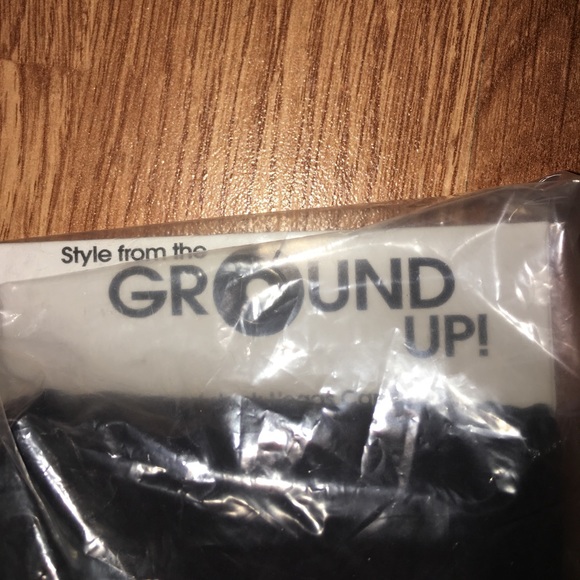 Style from the
GROUND
UP!